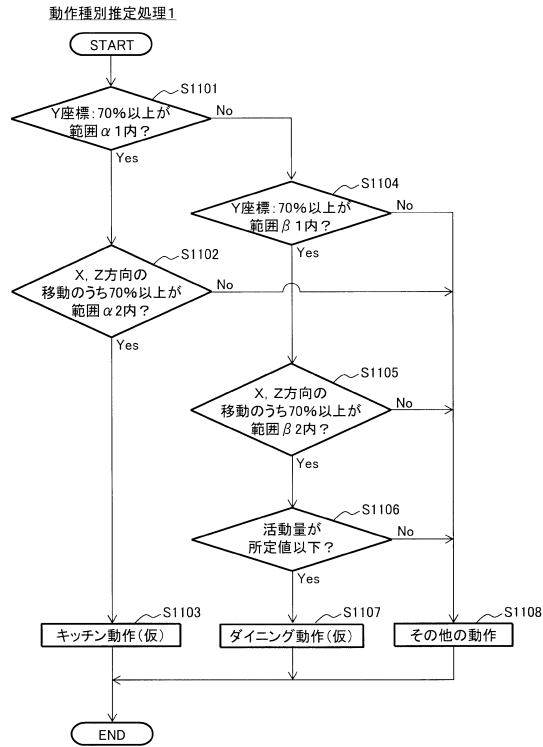 動作種別推定処理1
START
S1101
Y座標:70%以上が
範囲α1内?
No
Yes
S1104
Y座標:70%以上が
範囲β1内?
No
Yes
S1102
X,Z方向の
移動のうち70%以上が
範囲α2内?
No
Yes
S1105
X,Z方向の
移動のうち70%以上が
範囲β2内?
No
Yes
S1106
活動量が
所定値以下?
No
Yes
S1103
キッチン動作(仮)
S1107
ダイニング動作(仮)
S1108
その他の動作
END